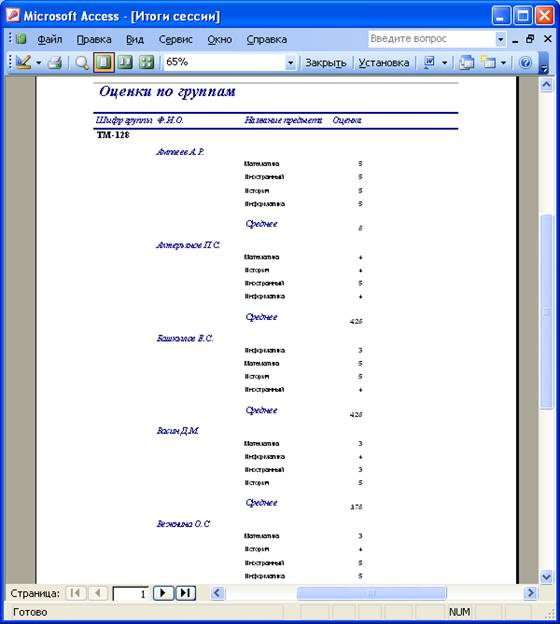 Microsoft Access - [Итоги сессии]
Файл Правка Вид Сервис Окно Справка Введите вопрос
65% Закрыть Установка
Оценки по группам
Шифр группы Ф.И.О. Название предмета Оценка
ТМ-128
Математика 5
Иностранный 5
История 5
Информатика 5
Среднее 5
Математика 4
История 4
Иностранный 5
Информатика 4
Среднее 4,25
Информатика 3
Математика 5
История 5
Иностранный 4
Среднее 4,25
Васин Д.М.
Математика 3
Информатика 4
Иностранный 3
История 5
Среднее 3,75
Математика 3
История 4
Иностранный 5
Информатика 5
Страница: 1
Готово NUM